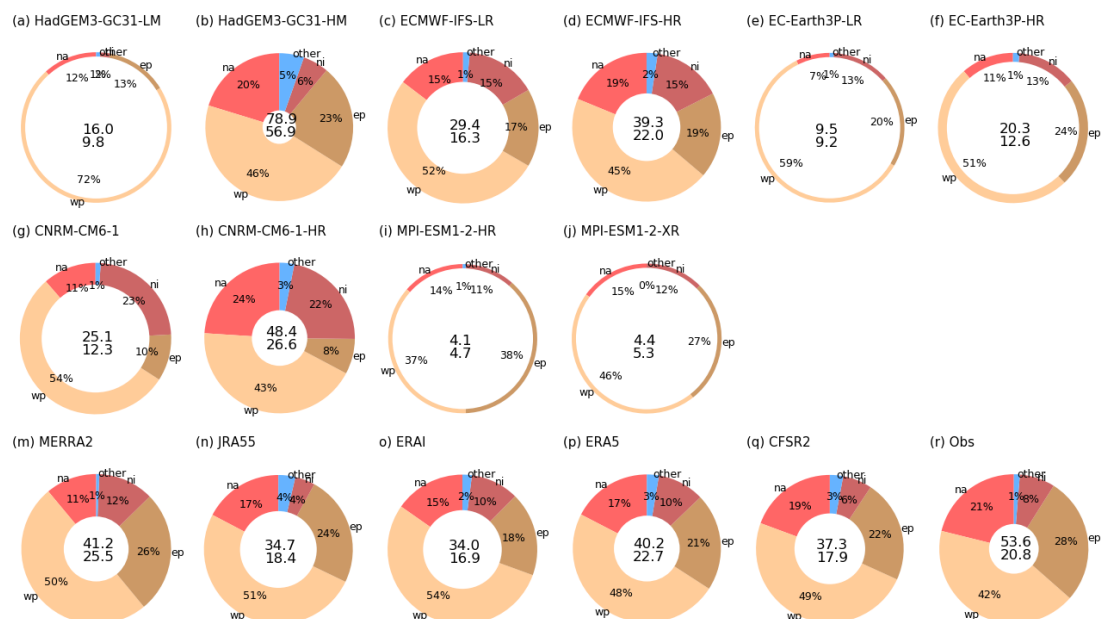 (a) HadGEM3-GC31-LM
(b) HadGEM3-GC31-HM
(c) ECMWF-IFS-LR
(d) ECMWF-IFS-HR
(e) EC-Earth3P-LR
(f) EC-Earth3P-HR
na
other
ep
12%
2%
13%
72%
16.0
9.8
wp
na
other
ni
ep
20%
5%
6%
23%
46%
78.9
56.9
wp
na
other
ni
ep
15%
1%
15%
17%
52%
29.4
16.3
wp
na
other
ni
ep
19%
2%
15%
19%
45%
39.3
22.0
wp
na
other
ni
ep
7%
1%
13%
20%
59%
9.5
9.2
wp
na
other
ni
ep
11%
1%
13%
24%
51%
20.3
12.6
wp
(g) CNRM-CM6-1
(h) CNRM-CM6-1-HR
(i) MPI-ESM1-2-HR
(j) MPI-ESM1-2-XR
na
other
ni
ep
11%
1%
23%
10%
54%
25.1
12.3
wp
na
other
ni
ep
24%
3%
22%
8%
43%
48.4
26.6
wp
na
other
ni
ep
14%
1%
11%
38%
37%
4.1
4.7
wp
na
other
ni
ep
15%
0%
12%
27%
46%
4.4
5.3
wp
(m) MERRA2
(n) JRA55
o) ERAI
(p) ERA5
(q) CFSR2
(r) Obs
na
other
ni
ep
11%
1%
12%
26%
50%
41.2
25.5
wp
na
other
ni
ep
17%
4%
4%
24%
51%
34.7
18.4
wp
na
other
ni
ep
15%
2%
10%
18%
54%
34.0
16.9
wp
na
other
ni
ep
17%
3%
10%
21%
48%
40.2
22.7
wp
na
other
ni
ep
19%
3%
6%
22%
49%
37.3
17.9
wp
na
other
ni
ep
21%
1%
8%
28%
42%
53.6
20.8
wp